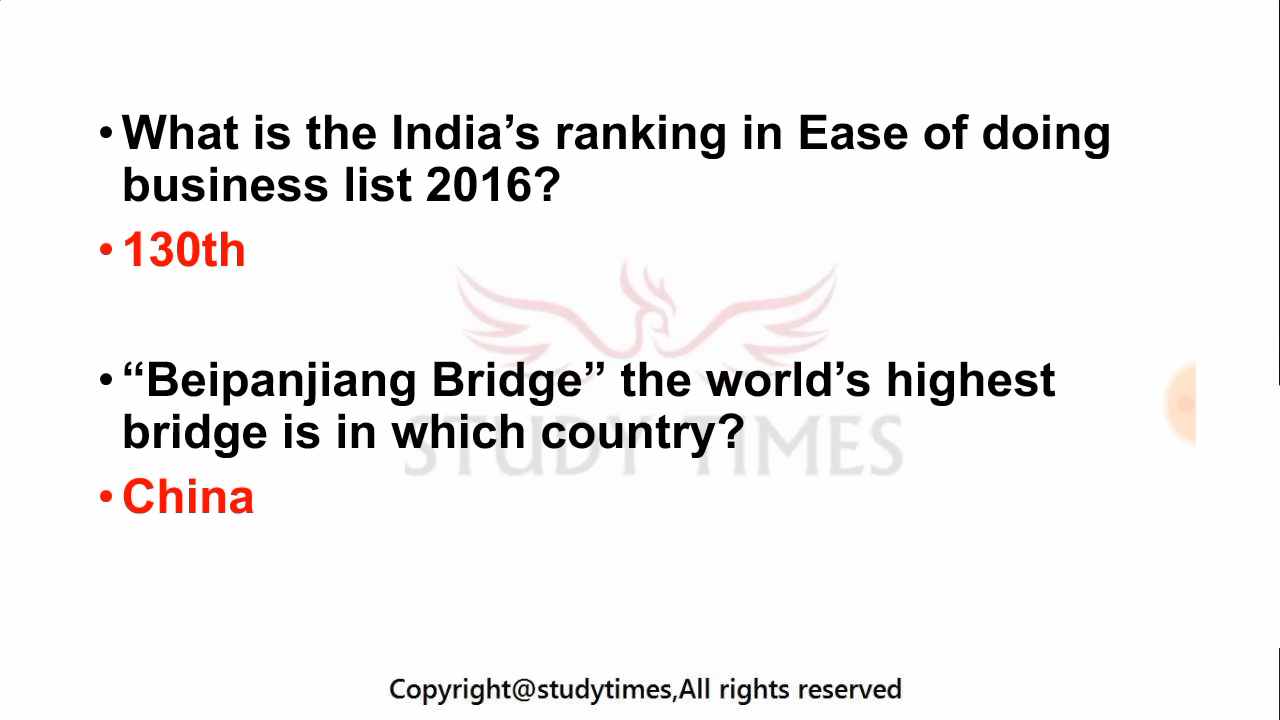 • What is the India’s ranking in Ease of doing
business list 2016?
• 130th
• “Beipanjiang Bridge” the world’s highest
bridge is in which country?
STUDY TIMES
• China
Copyright@studytimes,All rights reserved